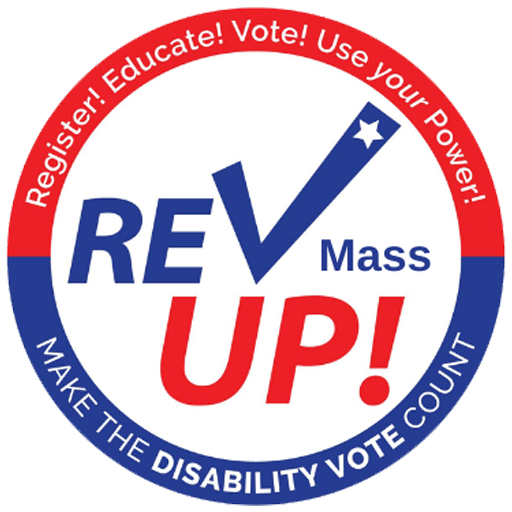 Register! Educate! Vote! Use your Power!
REV
Mass
UP!
MAKE THE DISABILITY VOTE COUNT